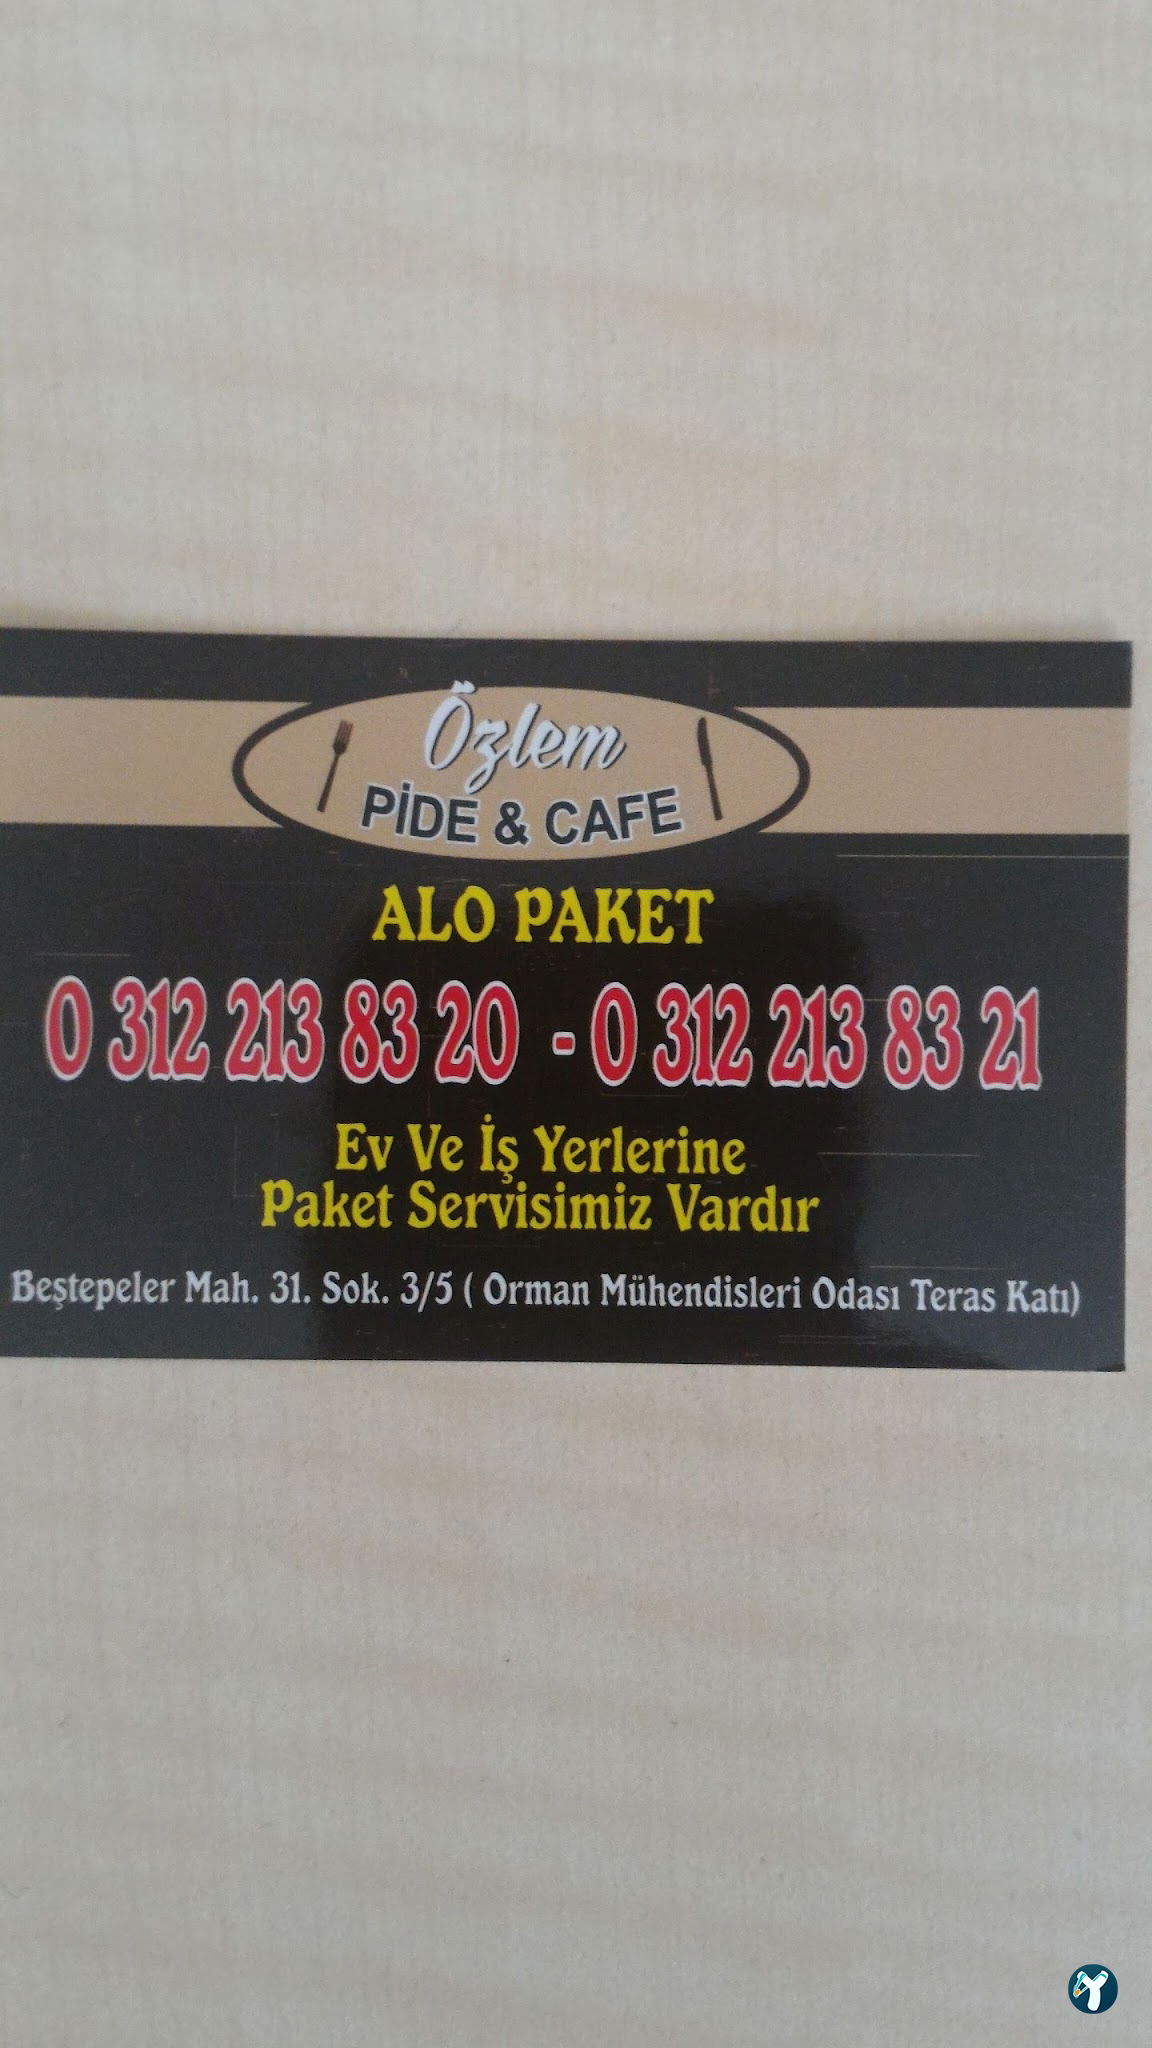 Özlem
PİDE & CAFE
ALO PAKET
0 312 213 83 20 - 0 312 213 83 21
Ev Ve İş Yerlerine
Paket Servisimiz Vardır
Beştepeler Mah. 31. Sok. 3/5 ( Orman Mühendisleri Odası Teras Katı)